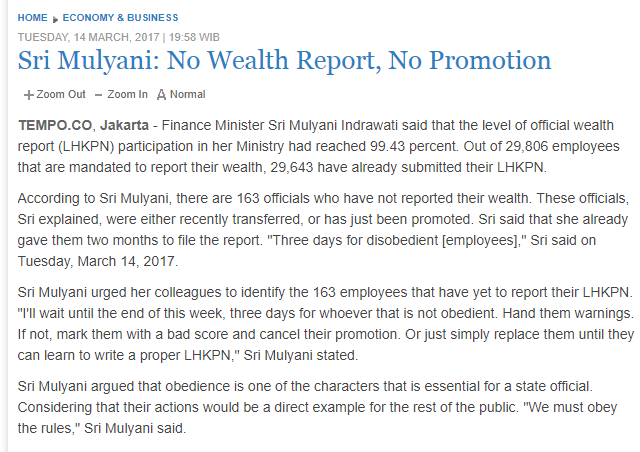 HOME ▶ ECONOMY & BUSINESS
TUESDAY, 14 MARCH, 2017 | 19:58 WIB
Sri Mulyani: No Wealth Report, No Promotion
+ Zoom Out − Zoom In A Normal
TEMPO.CO, Jakarta - Finance Minister Sri Mulyani Indrawati said that the level of official wealth
report (LHKPN) participation in her Ministry had reached 99.43 percent. Out of 29,806 employees
that are mandated to report their wealth, 29,643 have already submitted their LHKPN.
According to Sri Mulyani, there are 163 officials who have not reported their wealth. These officials,
Sri explained, were either recently transferred, or has just been promoted. Sri said that she already
gave them two months to file the report. "Three days for disobedient [employees]," Sri said on
Tuesday, March 14, 2017.
Sri Mulyani urged her colleagues to identify the 163 employees that have yet to report their LHKPN.
"I'll wait until the end of this week, three days for whoever that is not obedient. Hand them warnings.
If not, mark them with a bad score and cancel their promotion. Or just simply replace them until they
can learn to write a proper LHKPN," Sri Mulyani stated.
Sri Mulyani argued that obedience is one of the characters that is essential for a state official.
Considering that their actions would be a direct example for the rest of the public. "We must obey
the rules," Sri Mulyani said.